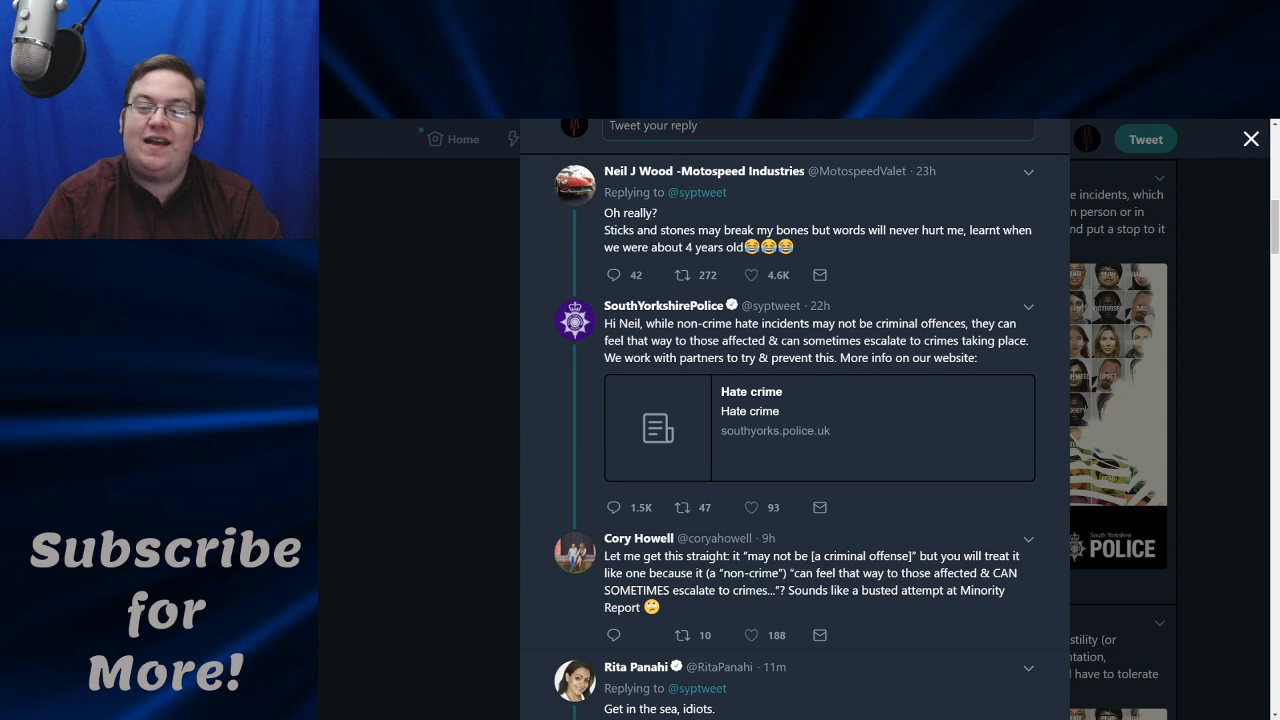 Home
Tweet your reply
Tweet
Neil J Wood -Motospeed Industries @MotospeedValet · 23h
Replying to @syptweet
Oh really?
Sticks and stones may break my bones but words will never hurt me, learnt when
we were about 4 years old😂😂😂
42 272 4.6K
SouthYorkshirePolice @syptweet · 22h
Hi Neil, while non-crime hate incidents may not be criminal offences, they can
feel that way to those affected & can sometimes escalate to crimes taking place.
We work with partners to try & prevent this. More info on our website:
Hate crime
Hate crime
southyorks.police.uk
1.5K 47 93
Cory Howell @coryahowell · 9h
Let me get this straight: it “may not be [a criminal offense]” but you will treat it
like one because it (a “non-crime”) “can feel that way to those affected & CAN
SOMETIMES escalate to crimes...”? Sounds like a busted attempt at Minority
Report 🙄
10 188
Rita Panahi @RitaPanahi · 11m
Replying to @syptweet
Get in the sea, idiots.
e incidents, which
n person or in
nd put a stop to it
South Yorkshire
POLICE
stility (or
ntation,
have to tolerate
Subscribe
for
More!